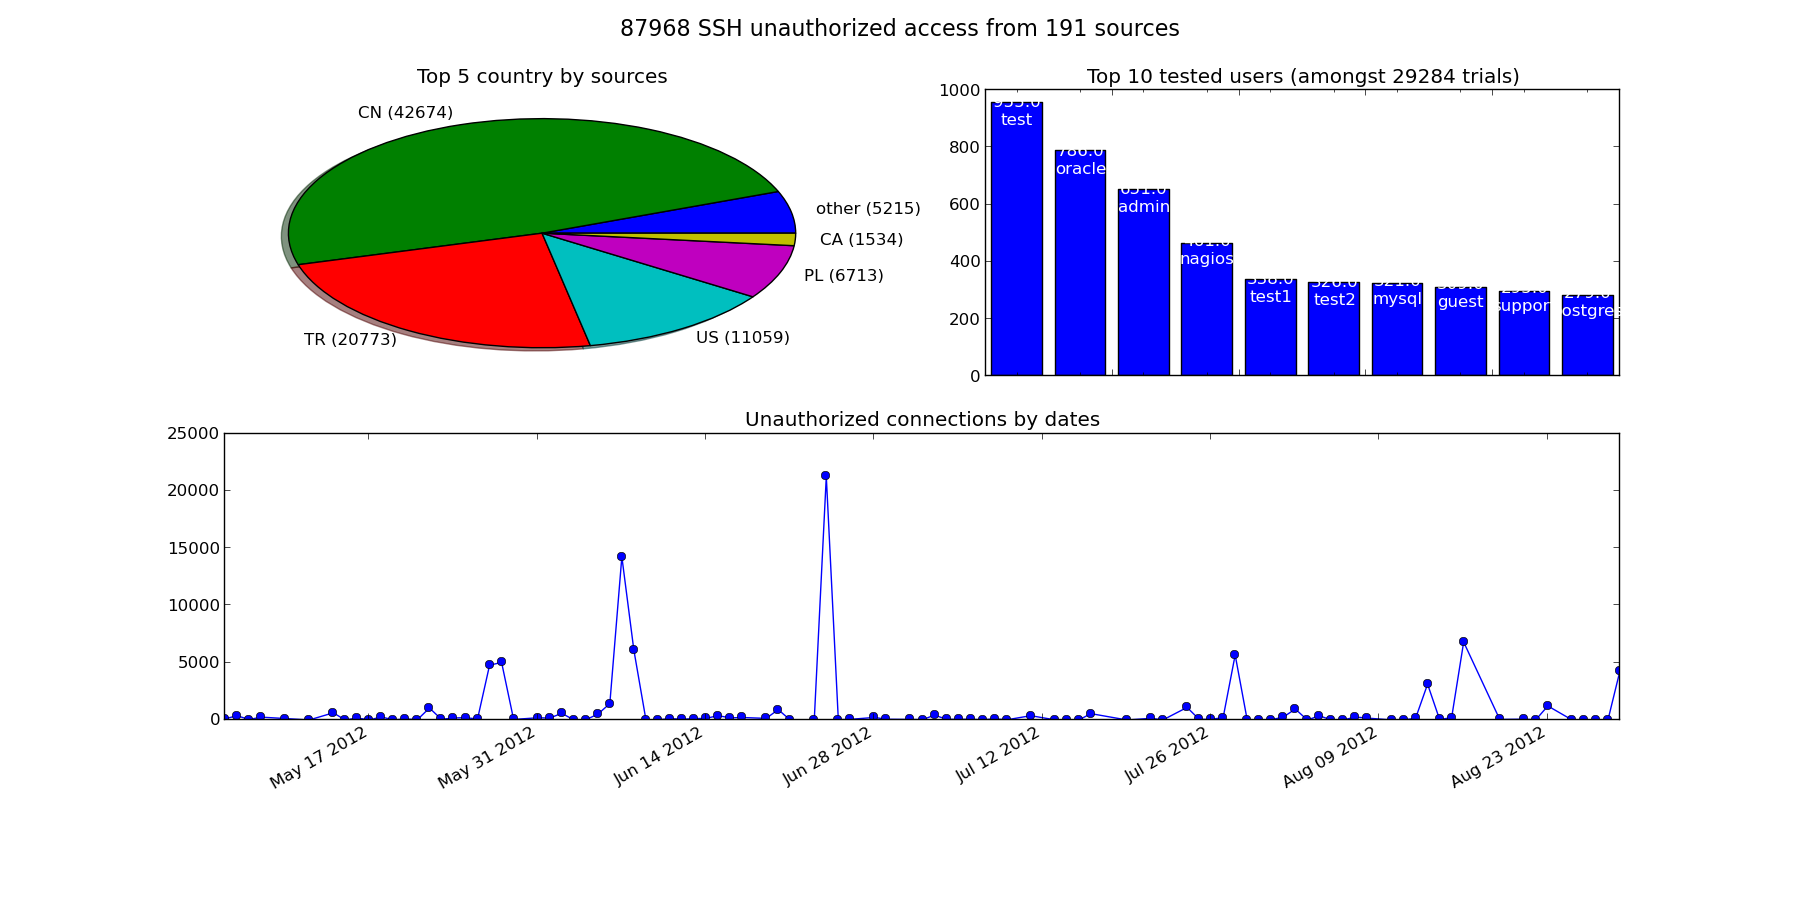 87968 SSH unauthorized access from 191 sources
Top 5 country by sources
CN (42674)
other (5215)
CA (1534)
PL (6713)
TR (20773)
US (11059)
Top 10 tested users (amongst 29284 trials)
1000
800
600
400
200
0
test
786.0
oracle
admin
nagios
test1
test2
mysql
guest
support
ostgres
Unauthorized connections by dates
25000
20000
15000
10000
5000
0
May 17 2012
May 31 2012
Jun 14 2012
Jun 28 2012
Jul 12 2012
Jul 26 2012
Aug 09 2012
Aug 23 2012